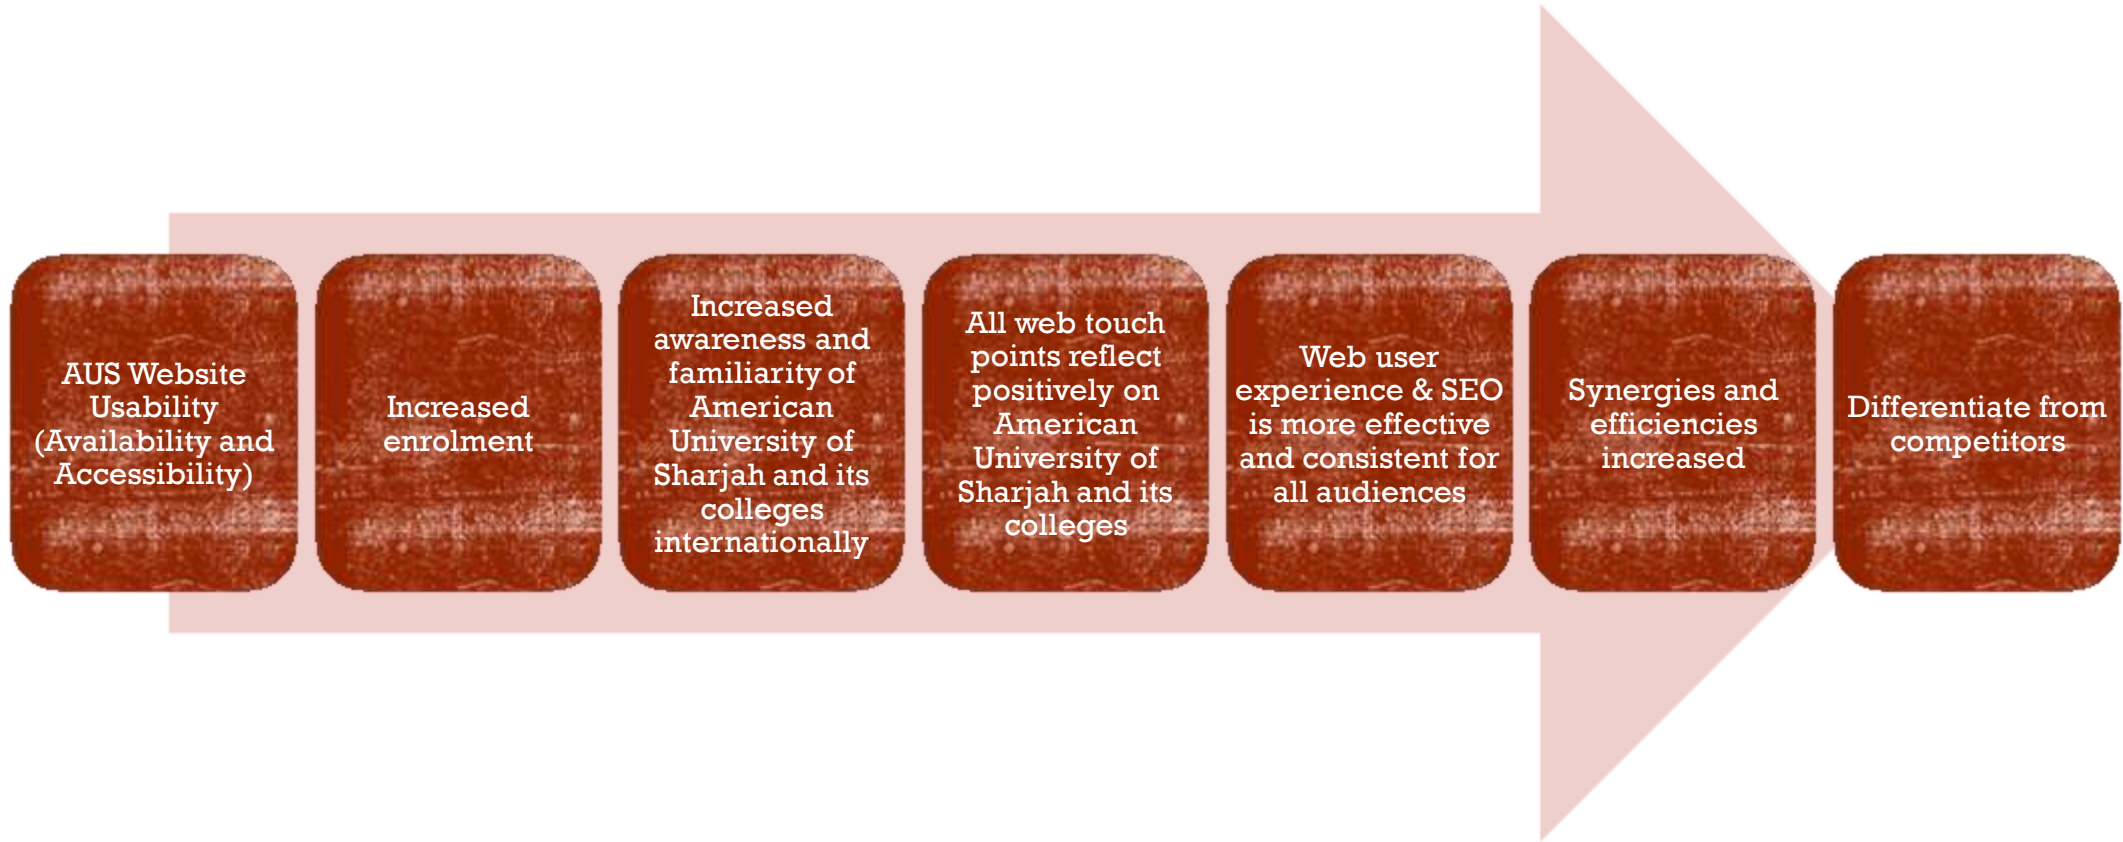 AUS Website
Usability
(Availability and
Accessibility)
Increased
enrolment
Increased
awareness and
familiarity of
American
University of
Sharjah and its
colleges
internationally
All web touch
points reflect
positively on
American
University of
Sharjah and its
colleges
Web user
experience & SEO
is more effective
and consistent for
all audiences
Synergies and
efficiencies
increased
Differentiate from
competitors